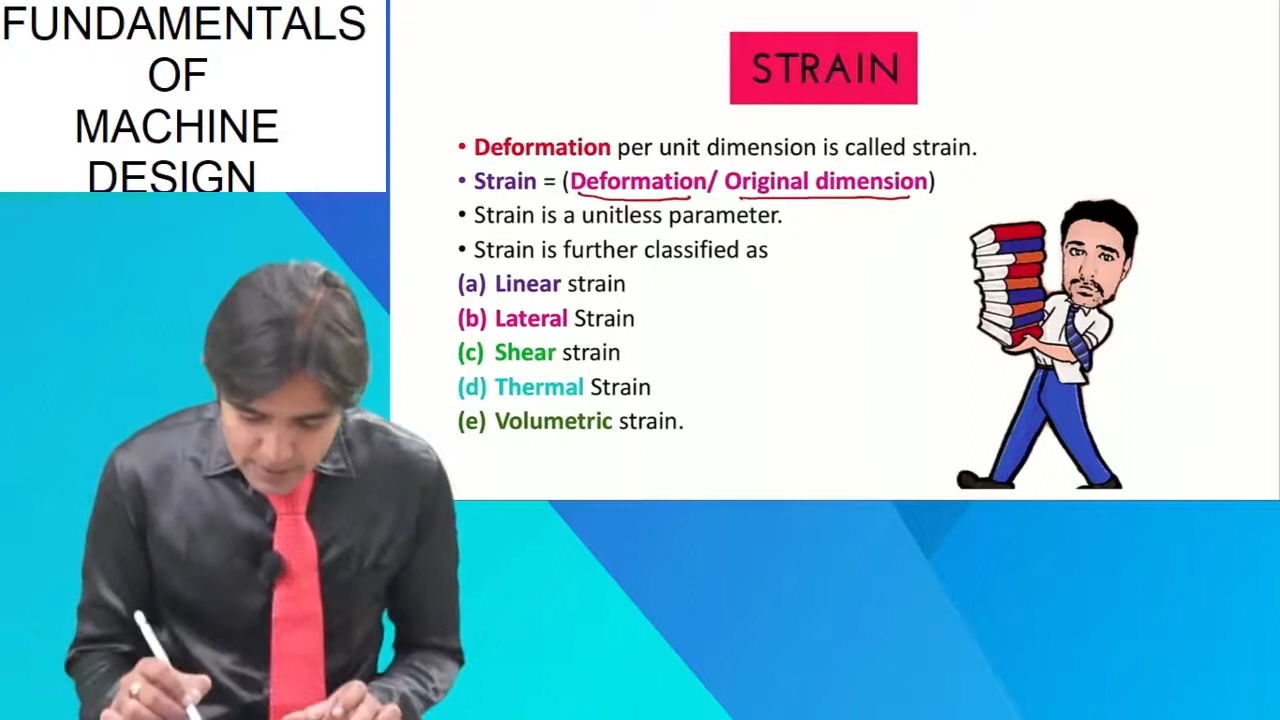 FUNDAMENTALS
OF
MACHINE
DESIGN
STRAIN
• Deformation per unit dimension is called strain.
• Strain = (Deformation/ Original dimension)
• Strain is a unitless parameter.
• Strain is further classified as
(a) Linear strain
(b) Lateral Strain
(c) Shear strain
(d) Thermal Strain
(e) Volumetric strain.